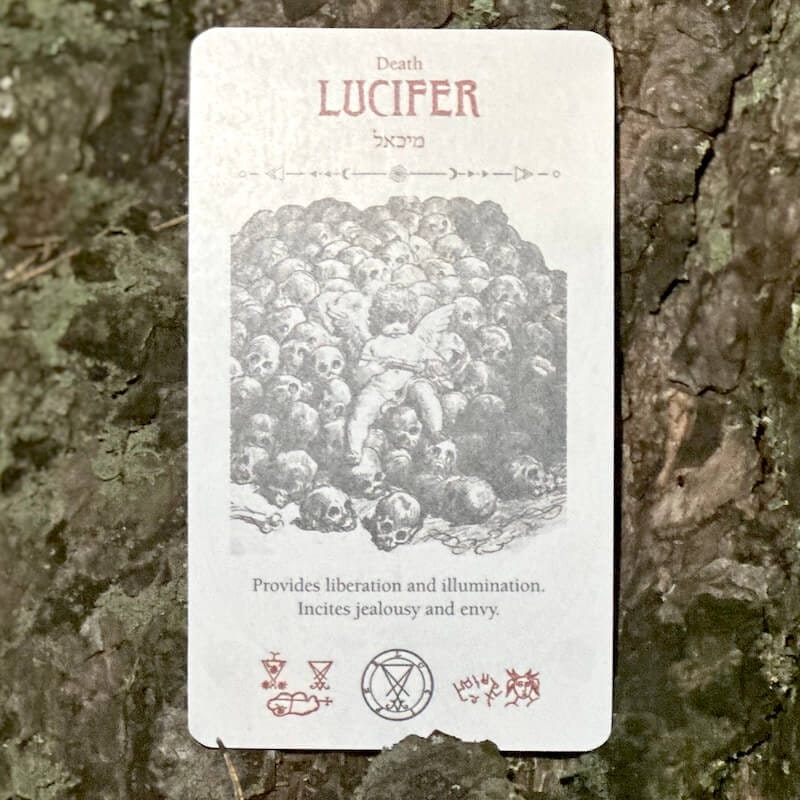 Death
LUCIFER
מיכאל
Provides liberation and illumination.
Incites jealousy and envy.